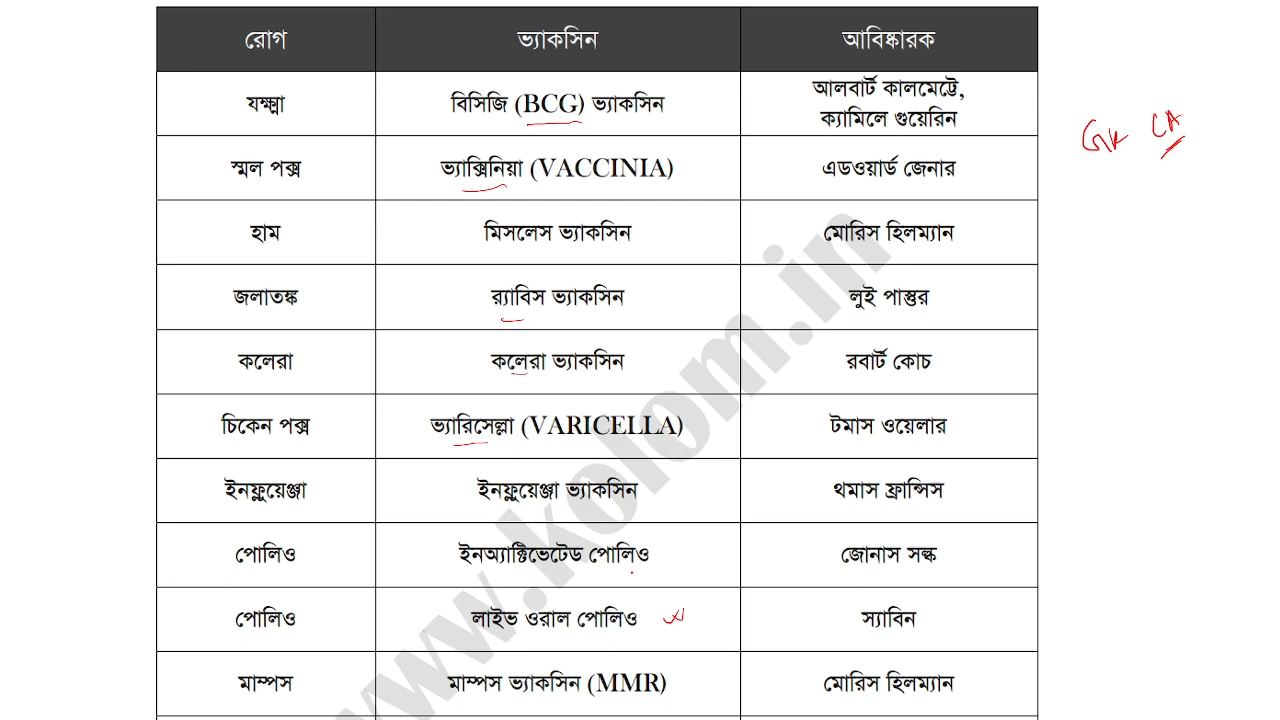 রোগ ভ্যাকসিন আবিষ্কারক
যক্ষ্মা বিসিজি (BCG) ভ্যাকসিন আলবার্ট কালমেট্টে,
ক্যামিলে গুয়েরিন
স্মল পক্স ভ্যাক্সিনিয়া (VACCINIA) এডওয়ার্ড জেনার
হাম মিসলেস ভ্যাকসিন মোরিস হিলম্যান
জলাতঙ্ক র‍্যাবিস ভ্যাকসিন লুই পাস্তুর
কলেরা কলেরা ভ্যাকসিন রবার্ট কোচ
চিকেন পক্স ভ্যারিসেল্লা (VARICELLA) টমাস ওয়েলার
ইনফ্লুয়েঞ্জা ইনফ্লুয়েঞ্জা ভ্যাকসিন থমাস ফ্রান্সিস
পোলিও ইনঅ্যাক্টিভেটেড পোলিও জোনাস সল্ক
পোলিও লাইভ ওরাল পোলিও স্যাবিন
মাম্পস মাম্পস ভ্যাকসিন (MMR) মোরিস হিলম্যান
CA
www.kolom.in